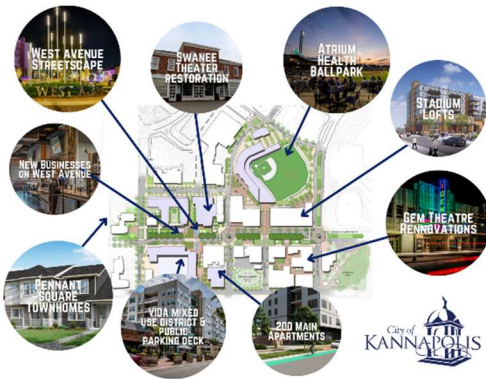 WEST AVENUE
STREETSCAPE
SWANEE
THEATER
RESTORATION
ATRIUM
HEALTH
BALLPARK
STADIUM
LOFTS
NEW BUSINESSES
ON WEST AVENUE
GEM THEATRE
RENNOVATIONS
PENNANT
SQUARE
TOWNHOMES
VIDA MIXED
USE DISTRICT &
PUBLIC
PARKING DECK
200 MAIN
APARTMENTS
City of
KANNAPOLIS